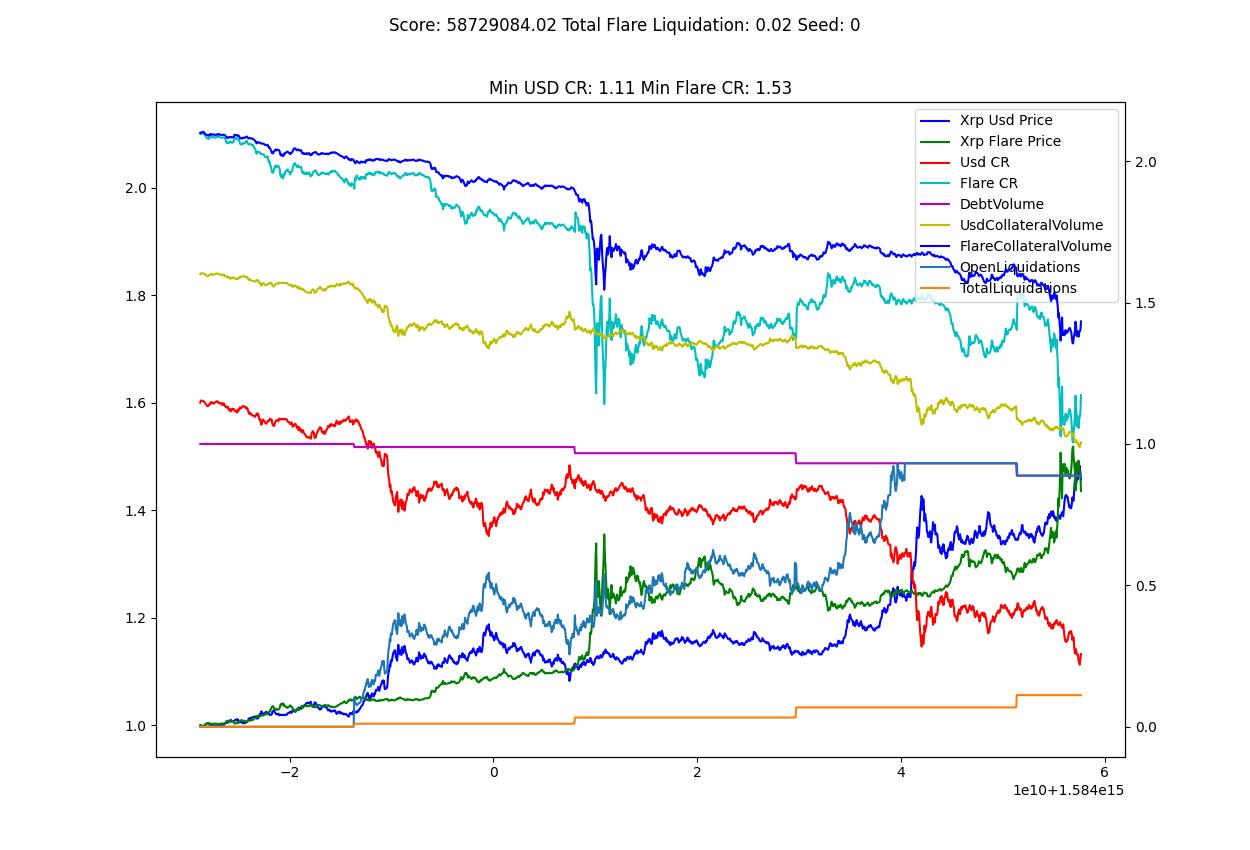 Score: 58729084.02 Total Flare Liquidation: 0.02 Seed: 0
Min USD CR: 1.11 Min Flare CR: 1.53
Xrp Usd Price
Xrp Flare Price
Usd CR
Flare CR
DebtVolume
UsdCollateralVolume
FlareCollateralVolume
OpenLiquidations
TotalLiquidations
2.0
1.8
1.6
1.4
1.2
1.0
2.0
1.5
1.0
0.5
0.0
−2
0
2
4
6
1e10+1.584e15